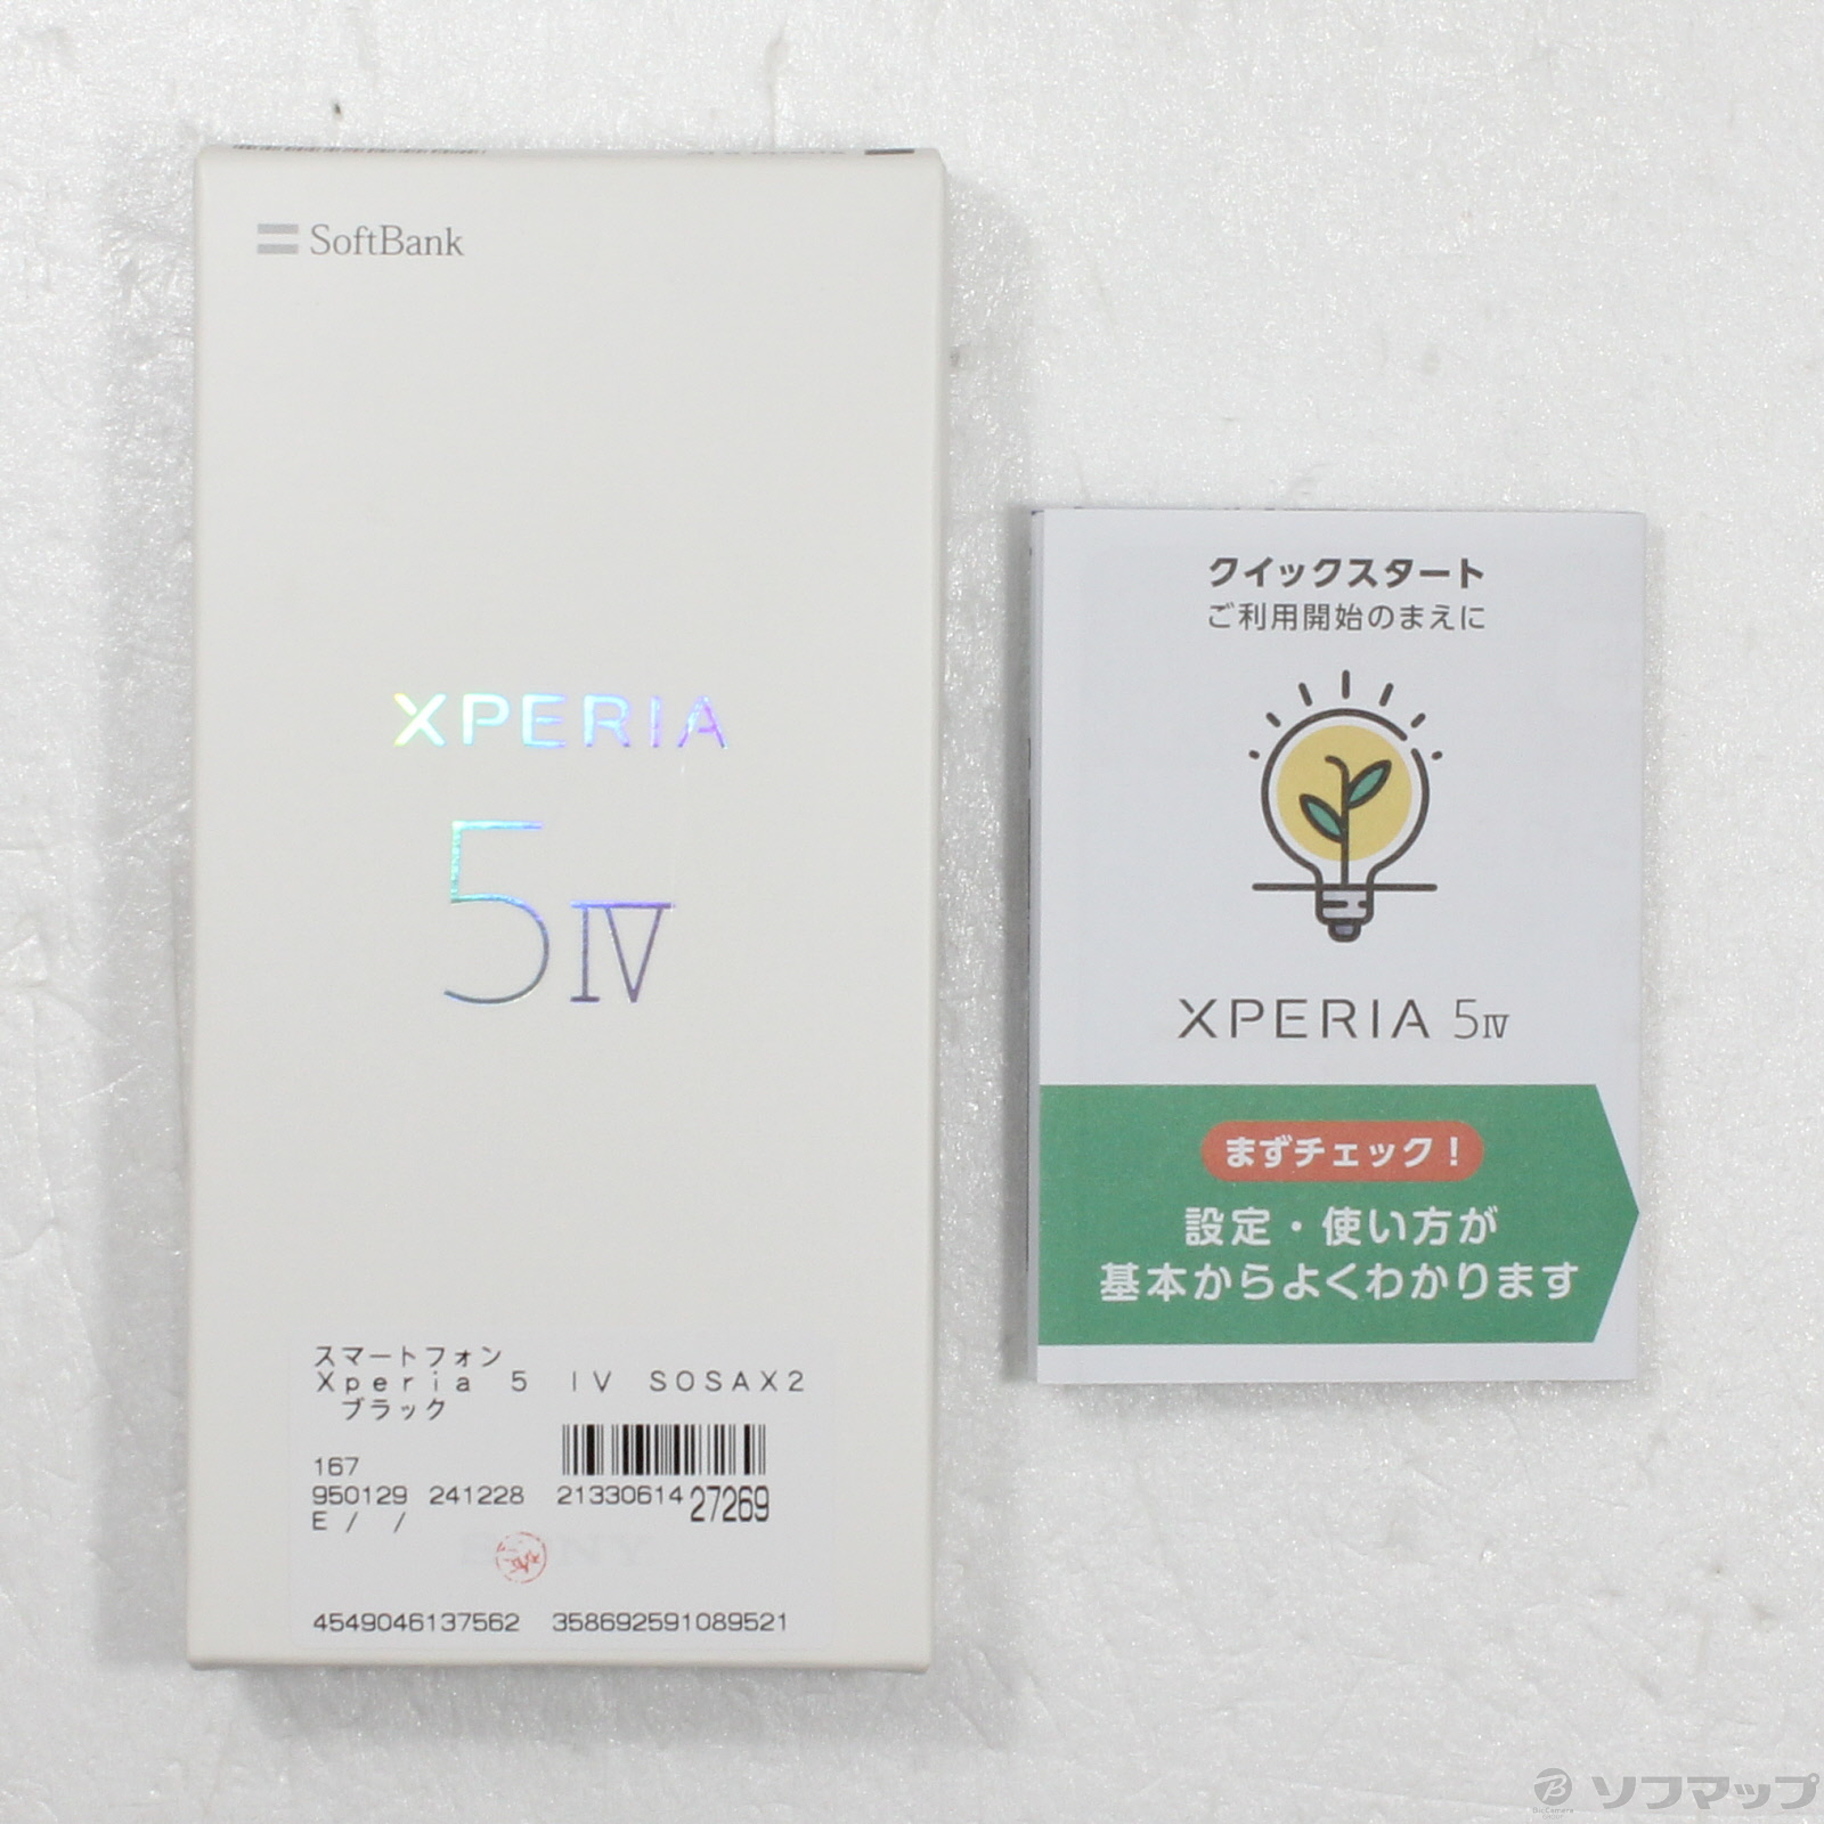 SoftBank
XPERIA
5IV
スマートフォン
Xperia 5 IV SOSAX2
ブラック
167
950129 241228 21330614 27269
E / /
SONY
4549046137562 358692591089521
クイックスタート
ご利用開始のまえに
XPERIA 5IV
まずチェック！
設定・使い方が
基本からよくわかります
ソフマップ